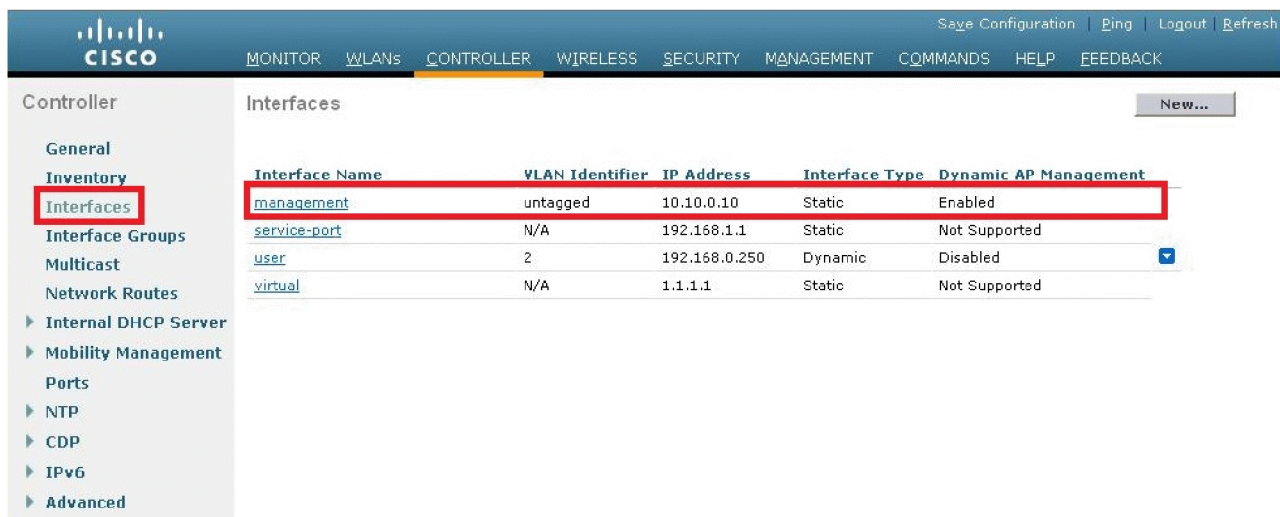 Save Configuration | Ping | Logout | Refresh
CISCO
MONITOR WLANs CONTROLLER WIRELESS SECURITY MANAGEMENT COMMANDS HELP FEEDBACK
Controller
General
Inventory
Interfaces
Interface Groups
Multicast
Network Routes
Internal DHCP Server
Mobility Management
Ports
NTP
CDP
IPv6
Advanced
Interfaces
New...
Interface Name VLAN Identifier IP Address Interface Type Dynamic AP Management
management untagged 10.10.0.10 Static Enabled
service-port N/A 192.168.1.1 Static Not Supported
user 2 192.168.0.250 Dynamic Disabled
virtual N/A 1.1.1.1 Static Not Supported